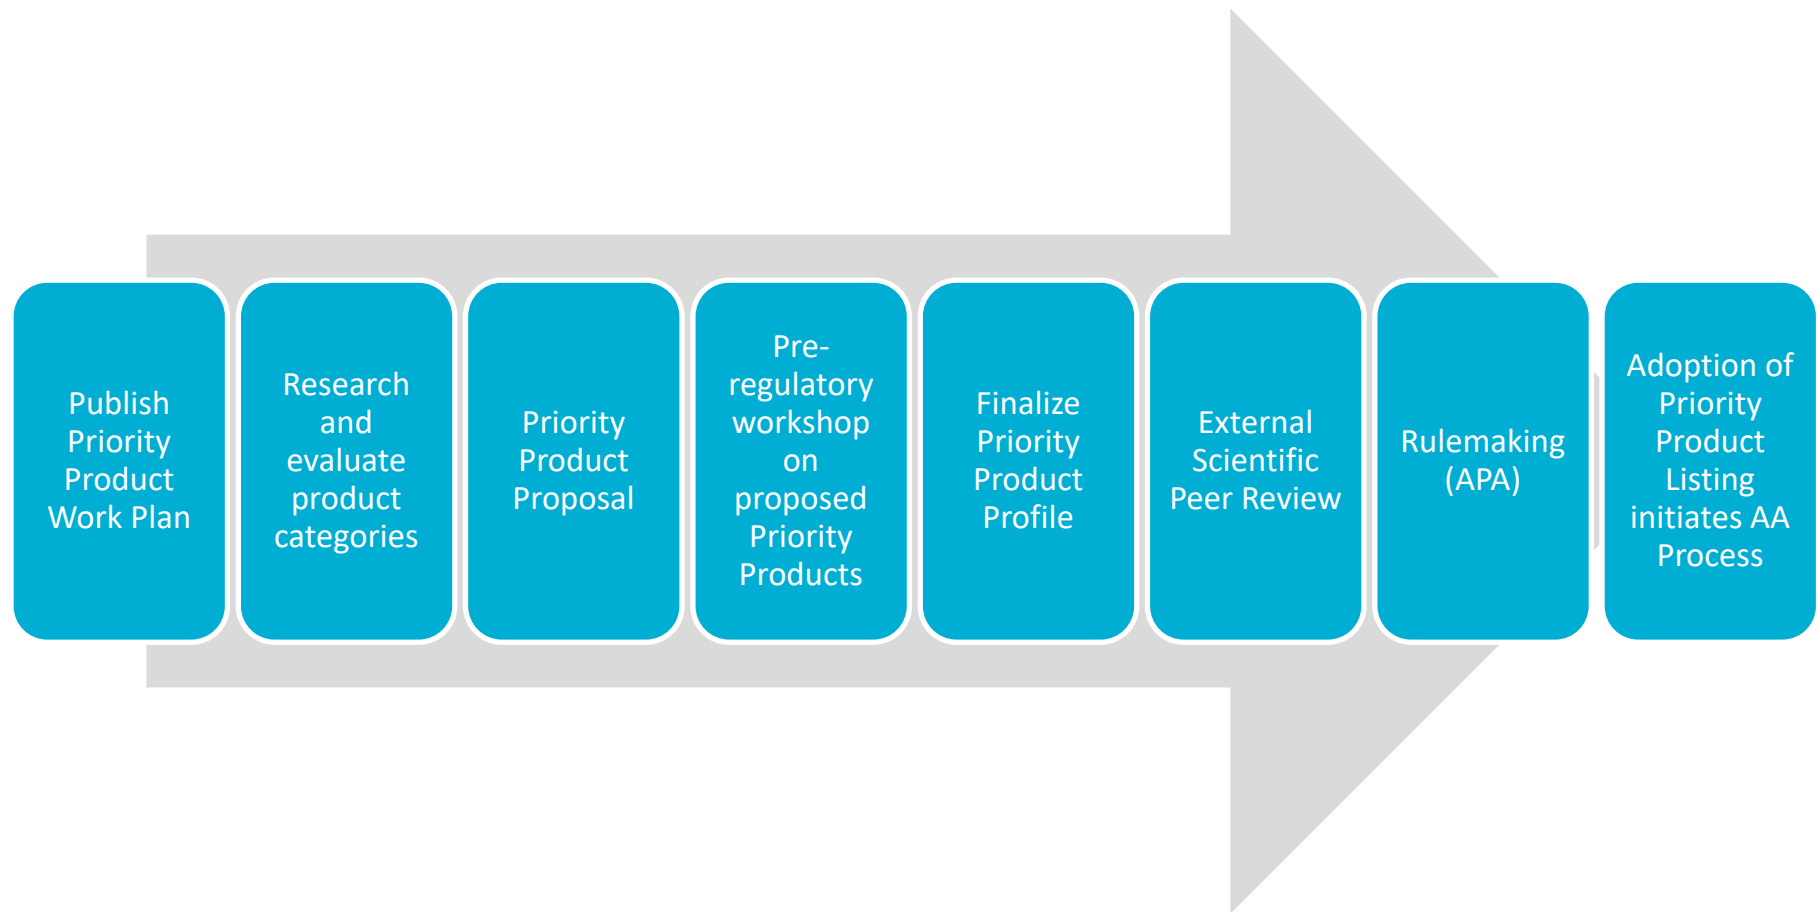 Publish
Priority
Product
Work Plan
Research
and
evaluate
product
categories
Priority
Product
Proposal
Pre-
regulatory
workshop
on
proposed
Priority
Products
Finalize
Priority
Product
Profile
External
Scientific
Peer Review
Rulemaking
(APA)
Adoption of
Priority
Product
Listing
initiates AA
Process